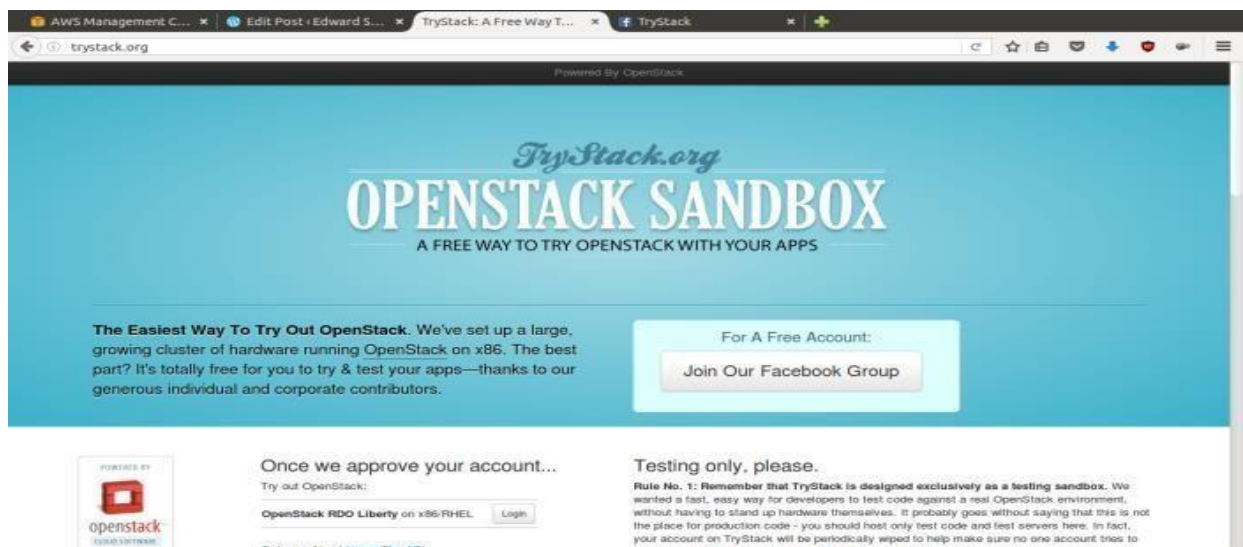 AWS Management C...
Edit Post ‹ Edward S...
TryStack: A Free Way T...
TryStack
trystack.org
Powered By OpenStack
TryStack.org
OPENSTACK SANDBOX
A FREE WAY TO TRY OPENSTACK WITH YOUR APPS
The Easiest Way To Try Out OpenStack. We've set up a large,
growing cluster of hardware running OpenStack on x86. The best
part? It's totally free for you to try & test your apps—thanks to our
generous individual and corporate contributors.
For A Free Account:
Join Our Facebook Group
POWERED BY
openstack
CLOUD SOFTWARE
Once we approve your account...
Try out OpenStack:
OpenStack RDO Liberty on x86/RHEL
Login
Testing only, please.
Rule No. 1: Remember that TryStack is designed exclusively as a testing sandbox. We
wanted a fast, easy way for developers to test code against a real OpenStack environment,
without having to stand up hardware themselves. It probably goes without saying that this is not
the place for production code - you should host only test code and test servers here. In fact,
your account on TryStack will be periodically wiped to help make sure no one account tries to